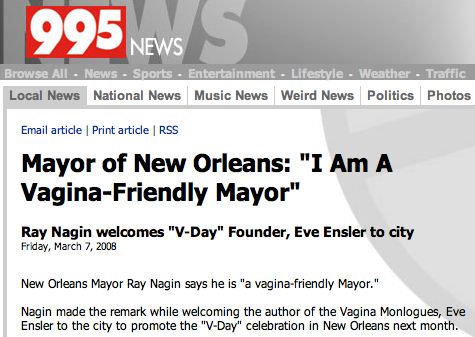 NEWS
995 NEWS
Browse All - News - Sports - Entertainment - Lifestyle - Weather - Traffic
Local News National News Music News Weird News Politics Photos
Email article | Print article | RSS
Mayor of New Orleans: "I Am A
Vagina-Friendly Mayor"
Ray Nagin welcomes "V-Day" Founder, Eve Ensler to city
Friday, March 7, 2008
New Orleans Mayor Ray Nagin says he is "a vagina-friendly Mayor."
Nagin made the remark while welcoming the author of the Vagina Monlogues, Eve
Ensler to the city to promote the "V-Day" celebration in New Orleans next month.